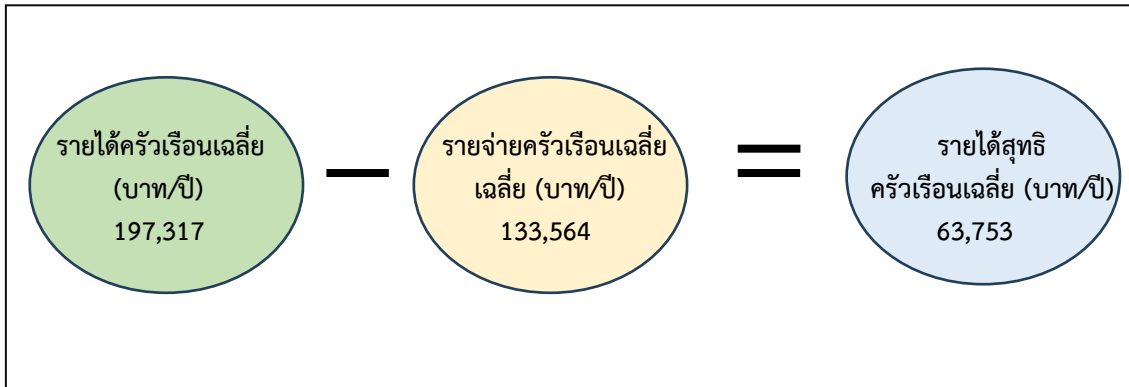 รายได้ครัวเรือนเฉลี่ย
(บาท/ปี)
197,317
—
รายจ่ายครัวเรือนเฉลี่ย
เฉลี่ย (บาท/ปี)
133,564
=
รายได้สุทธิ
ครัวเรือนเฉลี่ย (บาท/ปี)
63,753